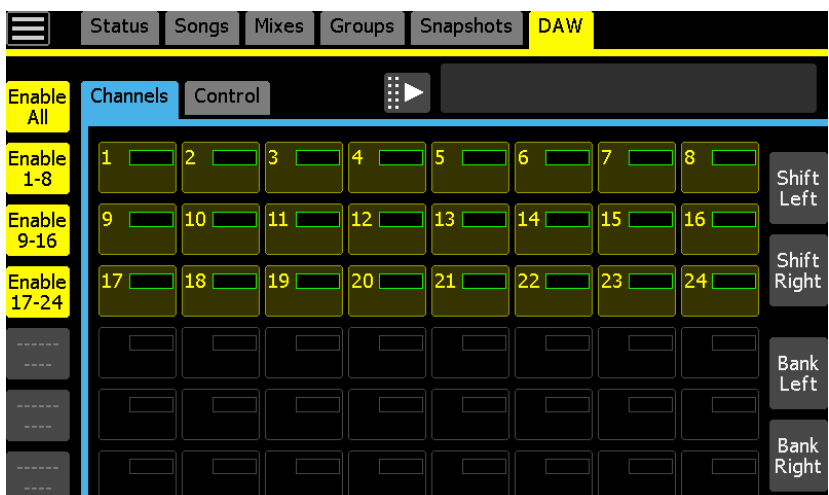 Status Songs Mixes Groups Snapshots DAW
Enable
All
Channels Control
Enable
1-8
1 2 3 4 5 6 7 8
Shift
Left
Enable
9-16
9 10 11 12 13 14 15 16
Shift
Right
Enable
17-24
17 18 19 20 21 22 23 24
------
----
Bank
Left
------
----
Bank
Right
------
----